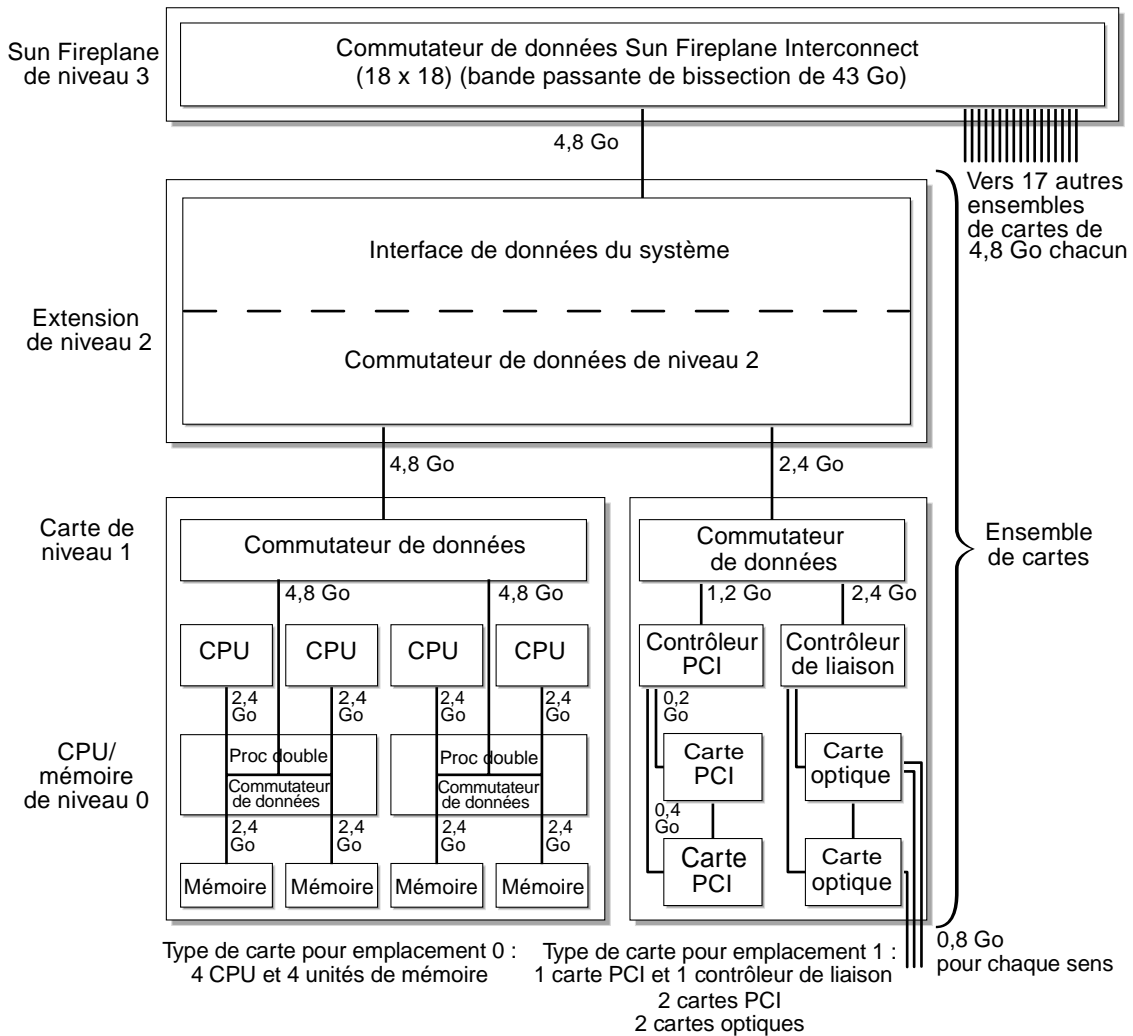 Sun Fireplane
de niveau 3
Commutateur de données Sun Fireplane Interconnect
(18 x 18) (bande passante de bissection de 43 Go)
4,8 Go
Vers 17 autres
ensembles
de cartes de
4,8 Go chacun
Extension
de niveau 2
Interface de données du système
Commutateur de données de niveau 2
4,8 Go
2,4 Go
Carte de
niveau 1
Commutateur de données
Commutateur
de données
Ensemble
de cartes
4,8 Go
4,8 Go
1,2 Go
2,4 Go
CPU
CPU
CPU
CPU
Contrôleur
PCI
Contrôleur
de liaison
2,4
Go
2,4
Go
2,4
Go
2,4
Go
0,2
Go
CPU/
mémoire
de niveau 0
Proc double
Commutateur
de données
Proc double
Commutateur
de données
Carte
PCI
Carte
optique
2,4
Go
2,4
Go
2,4
Go
2,4
Go
0,4
Go
Mémoire
Mémoire
Mémoire
Mémoire
Carte
PCI
Carte
optique
0,8 Go
pour chaque sens
Type de carte pour emplacement 0 :
4 CPU et 4 unités de mémoire
Type de carte pour emplacement 1 :
1 carte PCI et 1 contrôleur de liaison
2 cartes PCI
2 cartes optiques